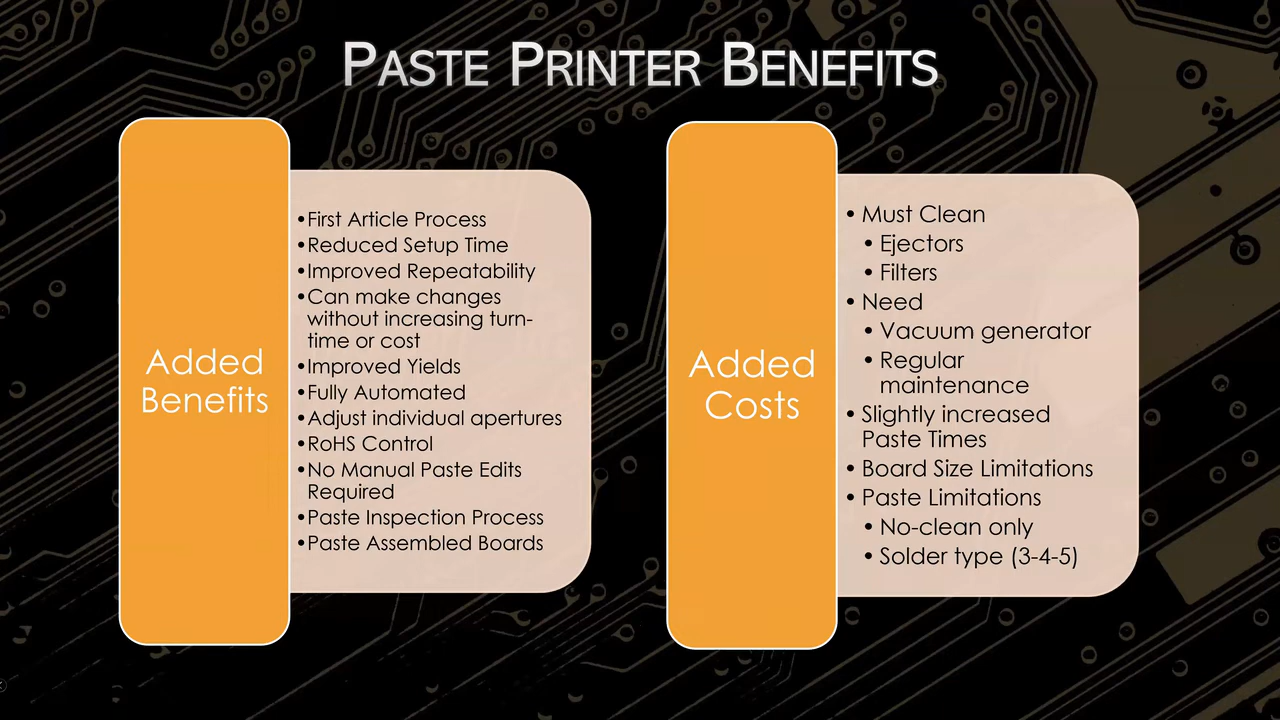 PASTE PRINTER BENEFITS
Added
Benefits
•First Article Process
•Reduced Setup Time
•Improved Repeatability
•Can make changes
without increasing turn-
time or cost
•Improved Yields
•Fully Automated
•Adjust individual apertures
•RoHS Control
•No Manual Paste Edits
Required
•Paste Inspection Process
•Paste Assembled Boards
Added
Costs
• Must Clean
• Ejectors
• Filters
• Need
• Vacuum generator
• Regular
maintenance
• Slightly increased
Paste Times
• Board Size Limitations
• Paste Limitations
• No-clean only
• Solder type (3-4-5)